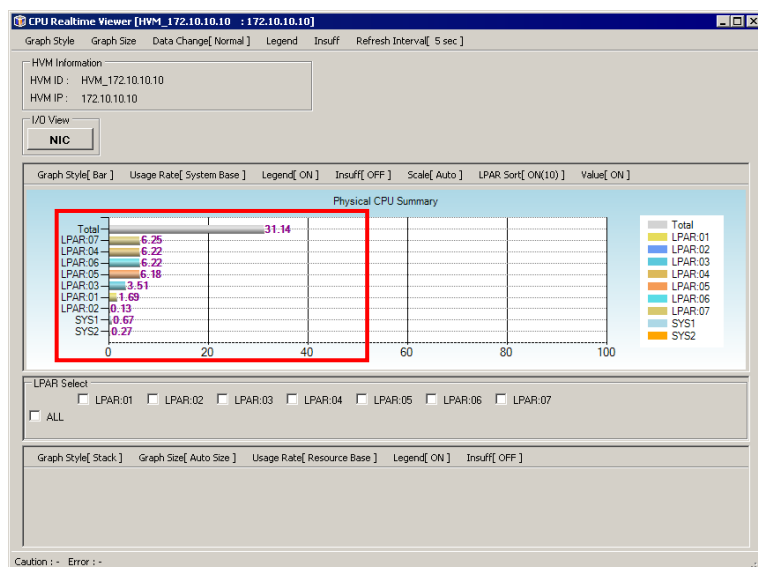 CPU Realtime Viewer [HVM_172.10.10.10 : 172.10.10.10]
Graph Style Graph Size Data Change[ Normal ] Legend Insuff Refresh Interval[ 5 sec ]
HVM Information
HVM ID : HVM_172.10.10.10
HVM IP : 172.10.10.10
I/O View
NIC
Graph Style[ Bar ] Usage Rate[ System Base ] Legend[ ON ] Insuff[ OFF ] Scale[ Auto ] LPAR Sort[ ON(10) ] Value[ ON ]
Physical CPU Summary
Total 31.14
LPAR:07 6.25
LPAR:04 6.22
LPAR:06 6.22
LPAR:05 6.18
LPAR:03 3.51
LPAR:01 1.69
LPAR:02 0.13
SYS1 0.67
SYS2 0.27
0 20 40 60 80 100
Total
LPAR:01
LPAR:02
LPAR:03
LPAR:04
LPAR:05
LPAR:06
LPAR:07
SYS1
SYS2
LPAR Select
LPAR:01 LPAR:02 LPAR:03 LPAR:04 LPAR:05 LPAR:06 LPAR:07
ALL
Graph Style[ Stack ] Graph Size[ Auto Size ] Usage Rate[ Resource Base ] Legend[ ON ] Insuff[ OFF ]
Caution : - Error : -